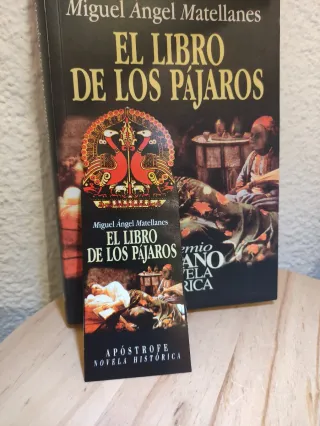 Miguel Ángel Matellanes
EL LIBRO
DE LOS PÁJAROS
Miguel Ángel Matellanes
EL LIBRO
DE LOS PÁJAROS
APÓSTROFE
NOVELA HISTÓRICA